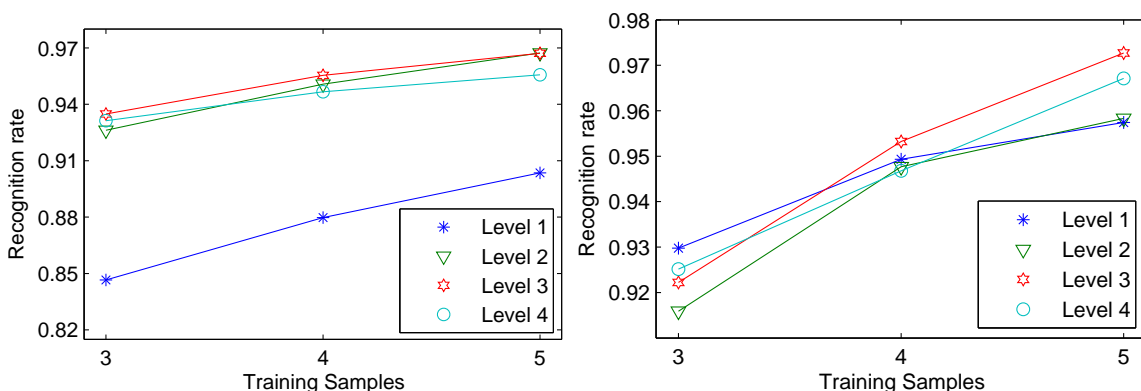 0.97
0.94
0.91
0.88
0.85
0.82
Recognition rate
3
4
5
Training Samples
Level 1
Level 2
Level 3
Level 4
0.98
0.97
0.96
0.95
0.94
0.93
0.92
Recognition rate
3
4
5
Training Samples
Level 1
Level 2
Level 3
Level 4